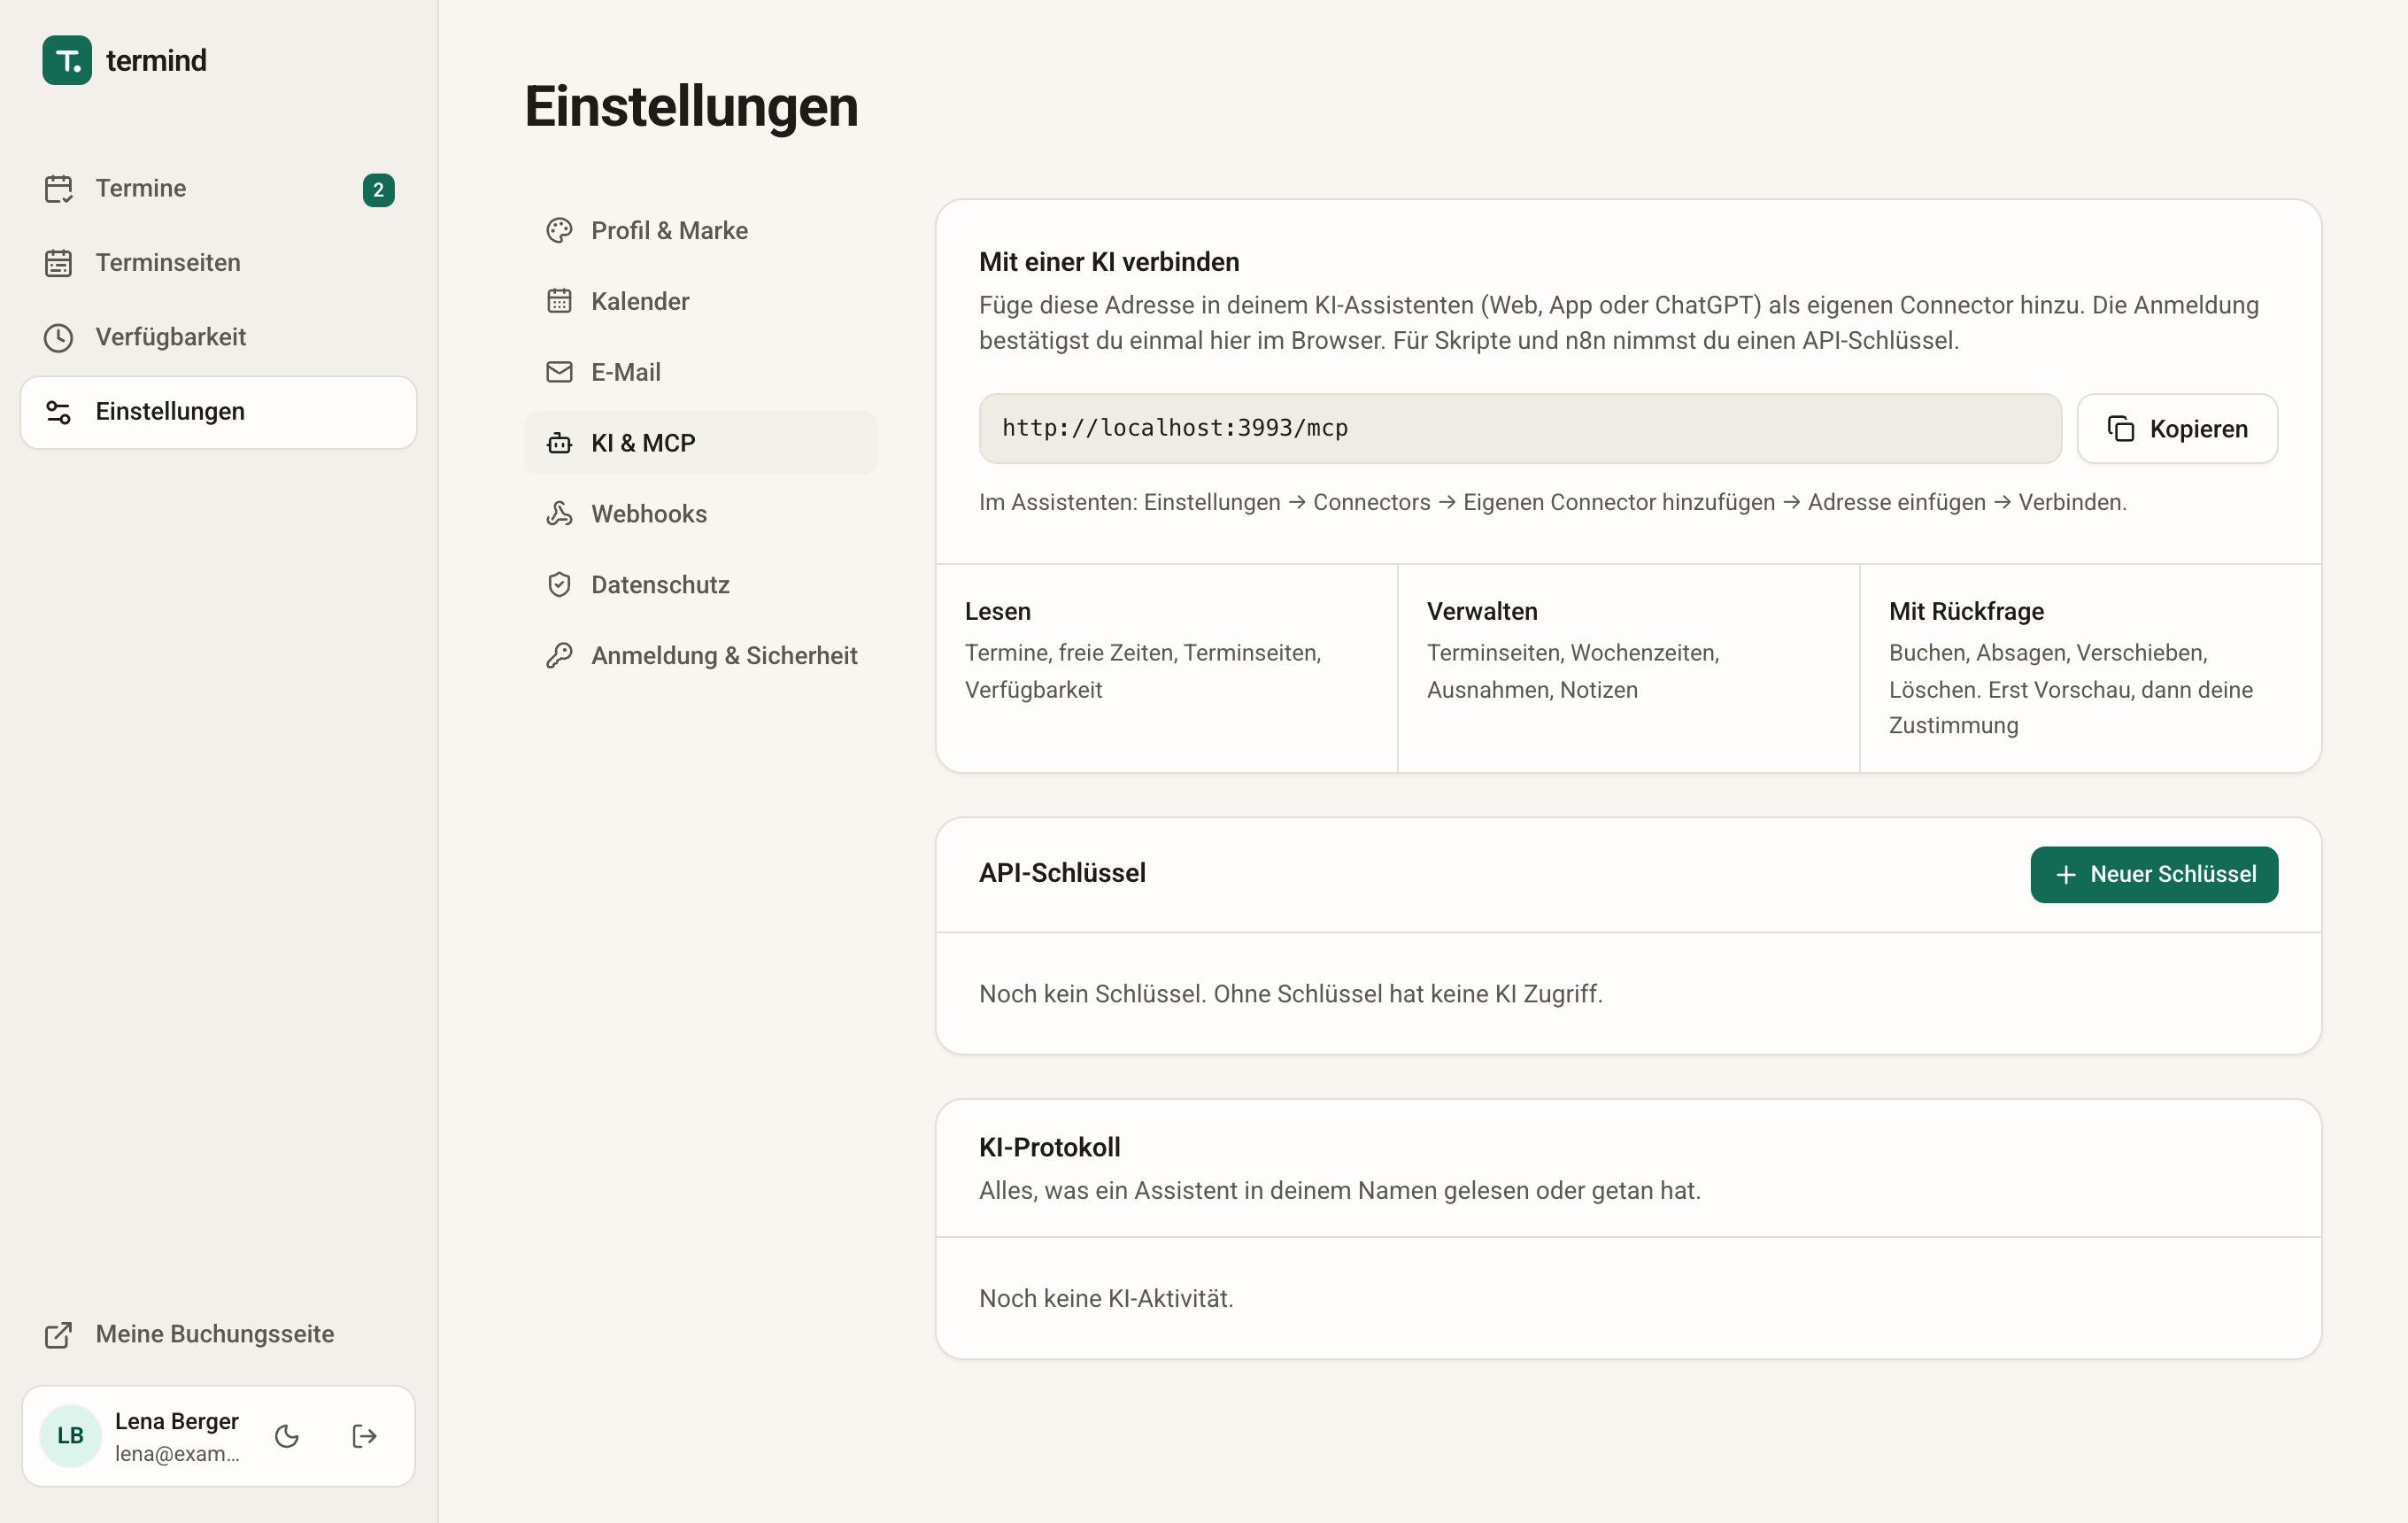 T.
termind
Termine
2
Terminseiten
Verfügbarkeit
Einstellungen
Meine Buchungsseite
LB
Lena Berger
lena@exam...
Einstellungen
Profil & Marke
Kalender
E-Mail
KI & MCP
Webhooks
Datenschutz
Anmeldung & Sicherheit
Mit einer KI verbinden
Füge diese Adresse in deinem KI-Assistenten (Web, App oder ChatGPT) als eigenen Connector hinzu. Die Anmeldung
bestätigst du einmal hier im Browser. Für Skripte und n8n nimmst du einen API-Schlüssel.
http://localhost:3993/mcp
Kopieren
Im Assistenten: Einstellungen → Connectors → Eigenen Connector hinzufügen → Adresse einfügen → Verbinden.
Lesen
Termine, freie Zeiten, Terminseiten,
Verfügbarkeit
Verwalten
Terminseiten, Wochenzeiten,
Ausnahmen, Notizen
Mit Rückfrage
Buchen, Absagen, Verschieben,
Löschen. Erst Vorschau, dann deine
Zustimmung
API-Schlüssel
+ Neuer Schlüssel
Noch kein Schlüssel. Ohne Schlüssel hat keine KI Zugriff.
KI-Protokoll
Alles, was ein Assistent in deinem Namen gelesen oder getan hat.
Noch keine KI-Aktivität.